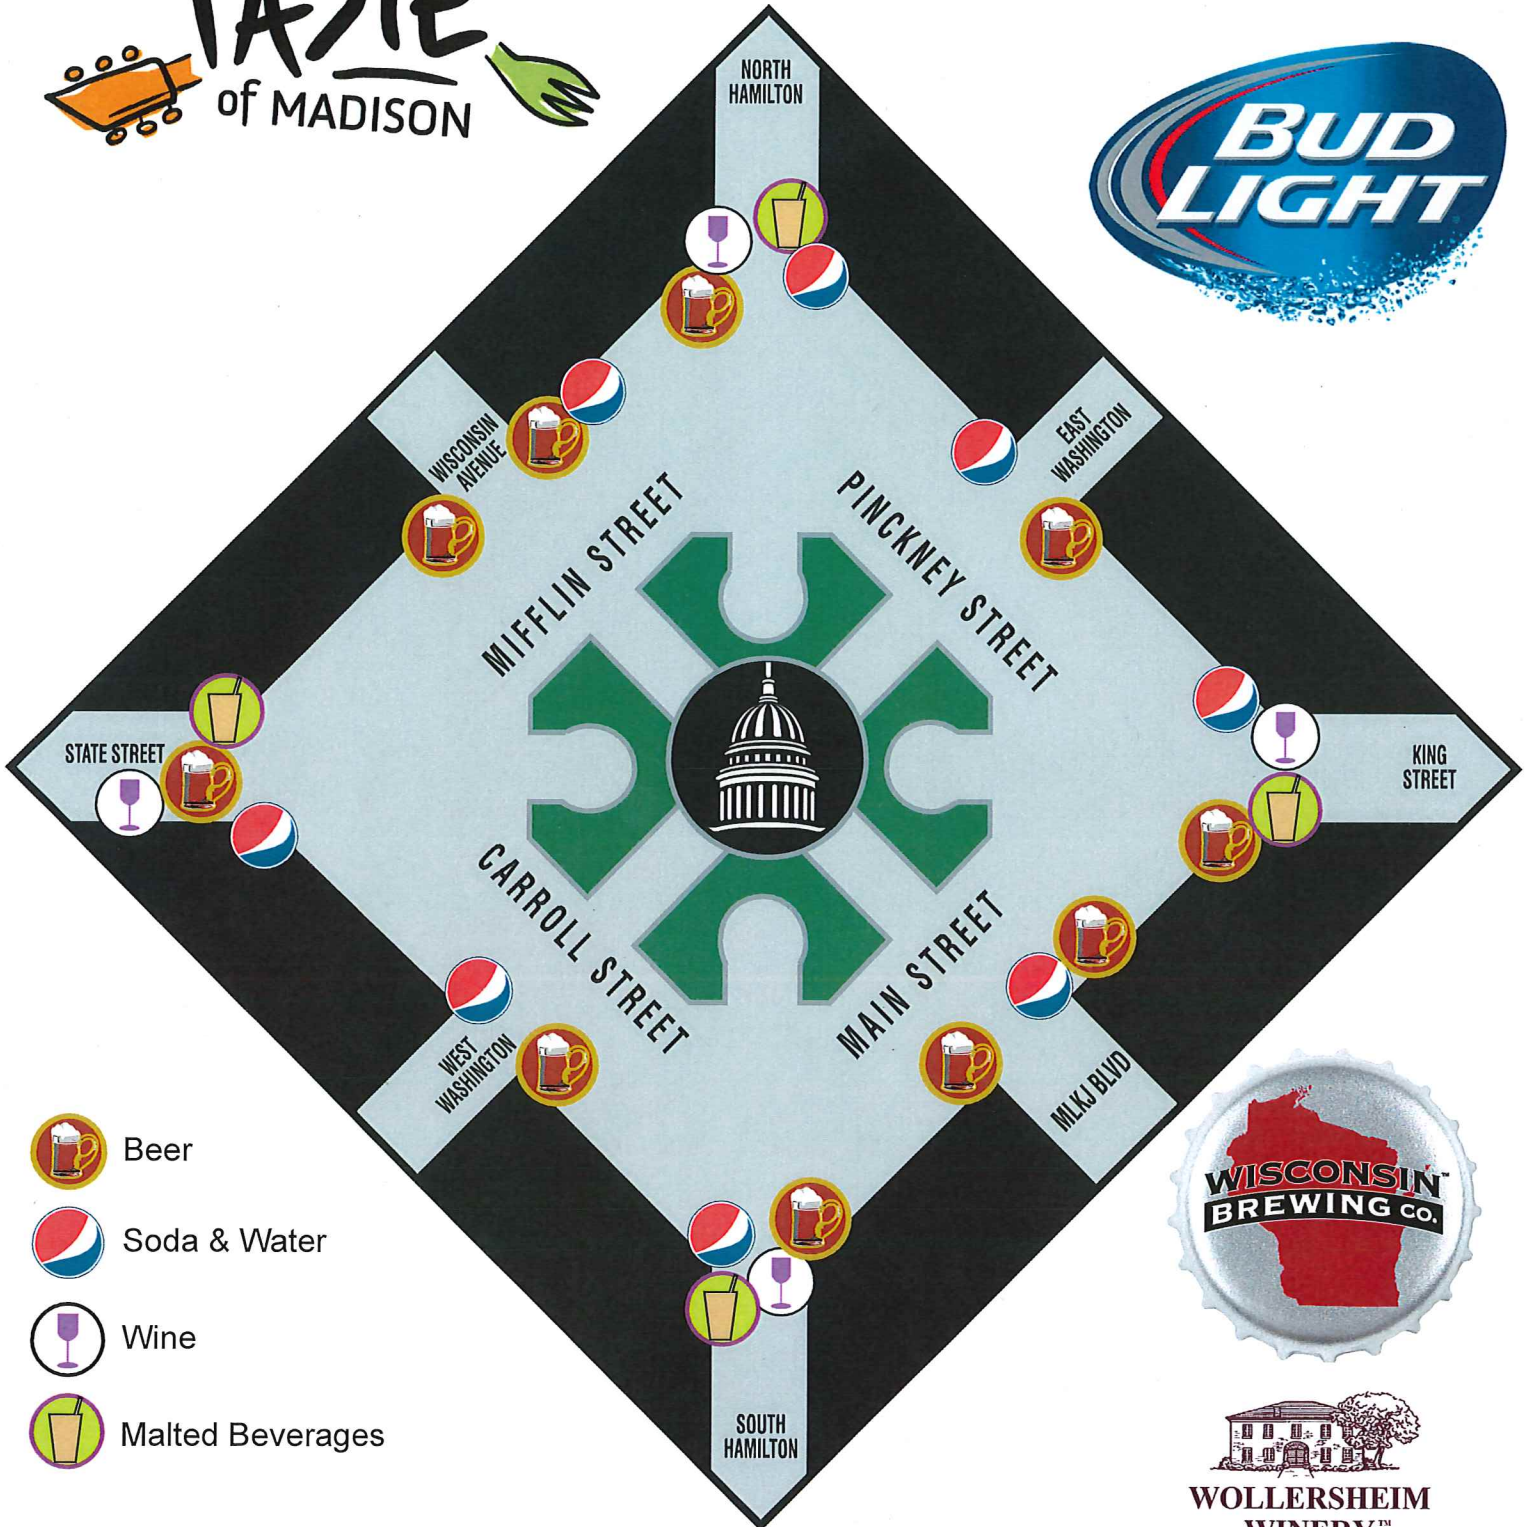 TASTE
of MADISON
BUD
LIGHT
NORTH
HAMILTON
WISCONSIN
AVENUE
EAST
WASHINGTON
MIFFLIN STREET
PINCKNEY STREET
STATE STREET
KING
STREET
CARROLL STREET
MAIN STREET
WEST
WASHINGTON
MLKJ BLVD
SOUTH
HAMILTON
Beer
Soda & Water
Wine
Malted Beverages
WISCONSIN™
BREWING CO.
WOLLERSHEIM
WINERY™